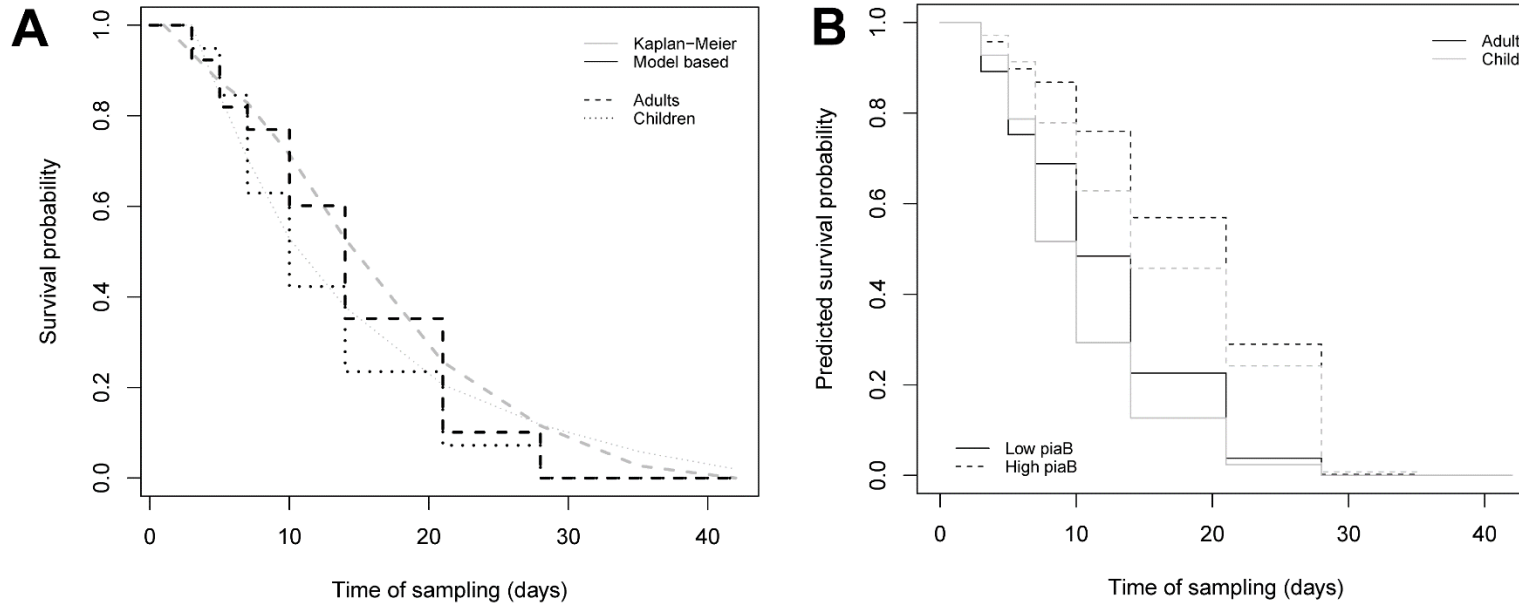 A
Survival probability
1.0
0.8
0.6
0.4
0.2
0.0
Kaplan−Meier
Model based
Adults
Children
0 10 20 30 40
Time of sampling (days)
B
Predicted survival probability
1.0
0.8
0.6
0.4
0.2
0.0
Adult
Child
Low piaB
High piaB
0 10 20 30 40
Time of sampling (days)